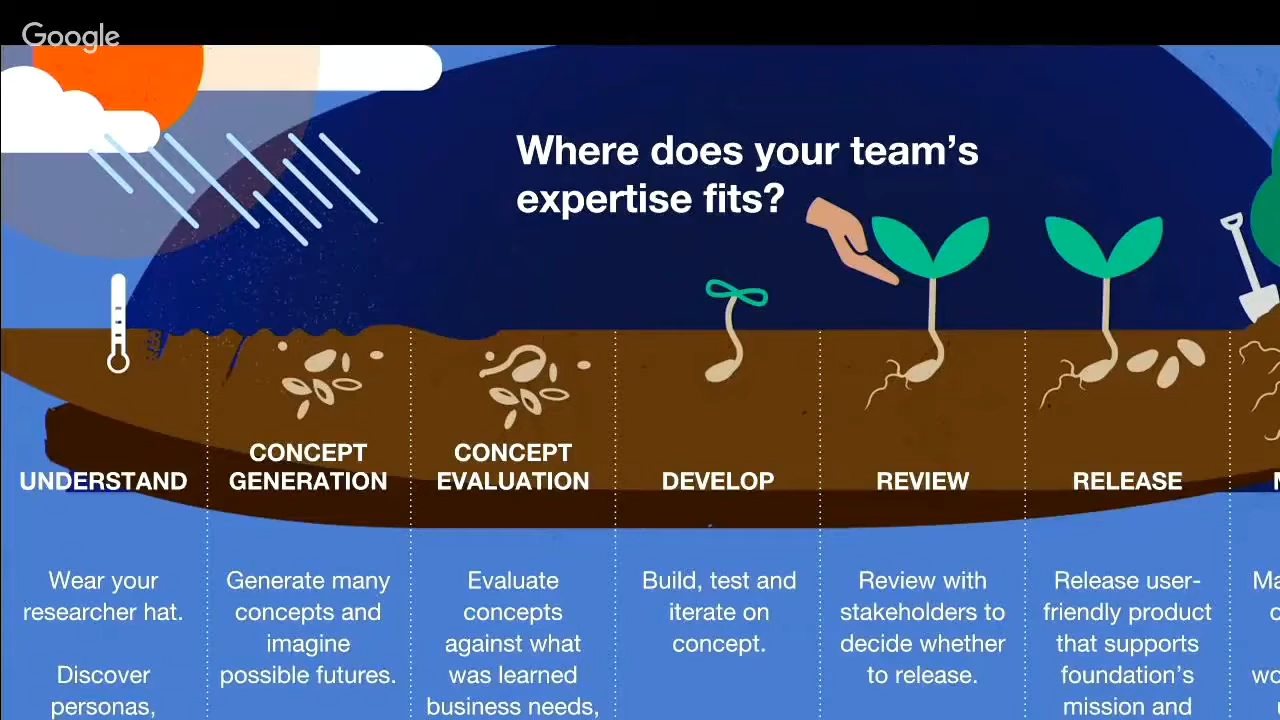 Google
Where does your team's
expertise fits?
UNDERSTAND
CONCEPT
GENERATION
CONCEPT
EVALUATION
DEVELOP
REVIEW
RELEASE
Wear your
researcher hat.
Discover
personas,
Generate many
concepts and
imagine
possible futures.
Evaluate
concepts
against what
was learned
business needs,
Build, test and
iterate on
concept.
Review with
stakeholders to
decide whether
to release.
Release user-
friendly product
that supports
foundation's
mission and